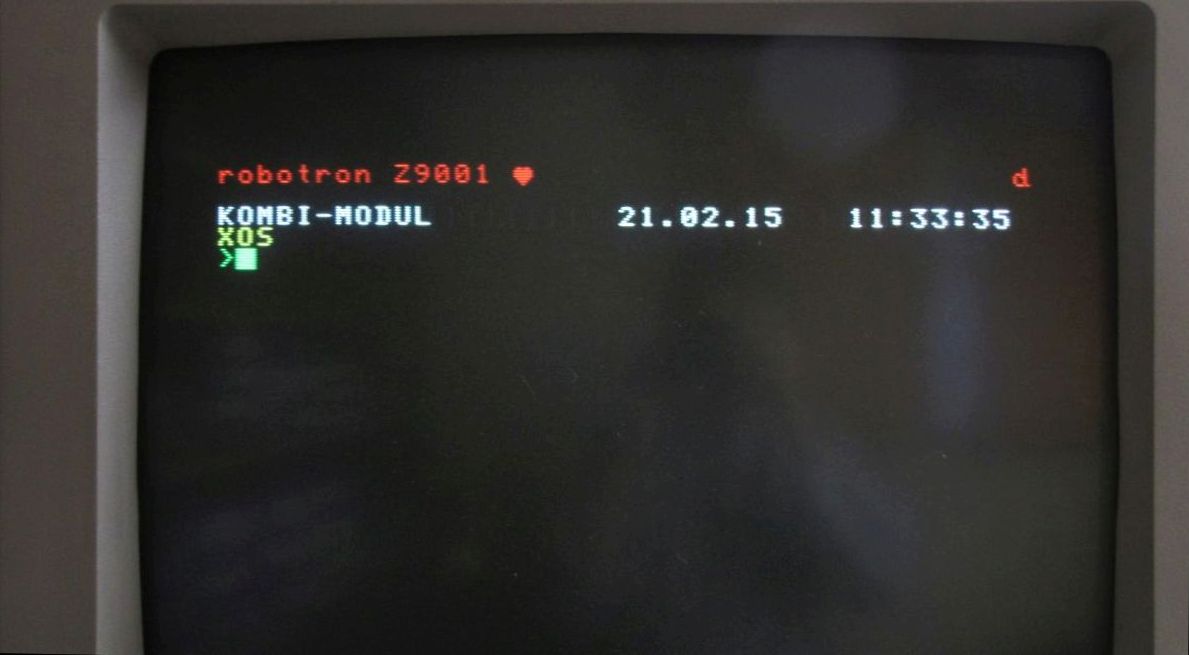 robotron Z9001 ♥ d
KOMBI-MODUL 21.02.15 11:33:35
XOS
>